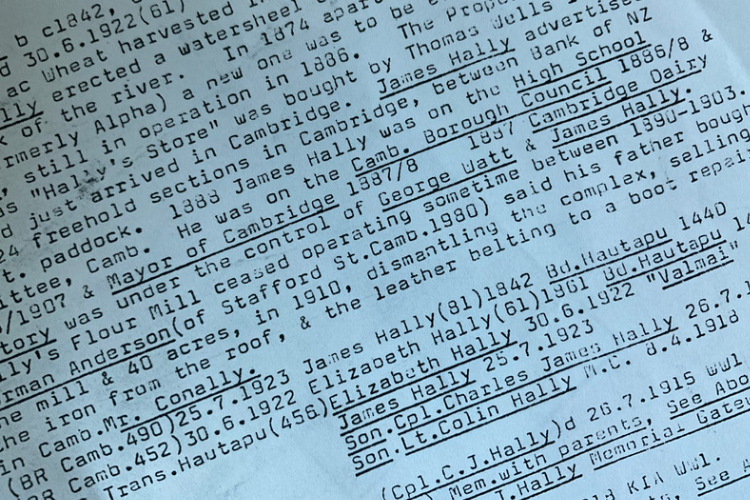 b c1842,
d 30.6.1922(61)
ac Wheat harvested in
lly erected a watersheel
k of the river. In 1874 apar
rmerly Alpha) a new one was to be
, still in operation in 1886. The Prope
"Hally's Store" was bought by Thomas Wells
d just arrived in Cambridge. James Hally advertised
24 freehold sections in Cambridge, between Bank of NZ
t. paddock. 1888 James Hally was on the High School
ittee, Camb. He was on the Camb. Borough Council 1886/8 &
/1907 & Mayor of Cambridge 1887/8 1887 Cambridge Dairy
tory was under the control of George Watt & James Hally.
lly's Flour Mill ceased operating sometime between 1890-1903.
rman Anderson(of Stafford St.Camb.1980) said his father bough
he mill & 40 acres, in 1910, dismantling the complex, selling
he iron from the roof, & the leather belting to a boot repai
in Camb.Mr. Conally.
(BR Camb.490)25.7.1923 James Hally(81)1842 Bd.Hautapu 1440
BR Camb.452)30.6.1922 Elizabeth Hally(61)1861 Bd.Hautapu 14
Trans.Hautapu(456)Elizabeth Hally 30.6.1922 "Valmai"
James Hally 25.7.1923
Son.Cpl.Charles James Hally 26.7.1
Son.Lt.Colin Hally M.C. 8.4.1918
(Cpl.C.J.Hally)d 26.7.1915 WW1
Mem.with parents, See Abo
J.Hally Memorial Gate
KIA WW1.
See A